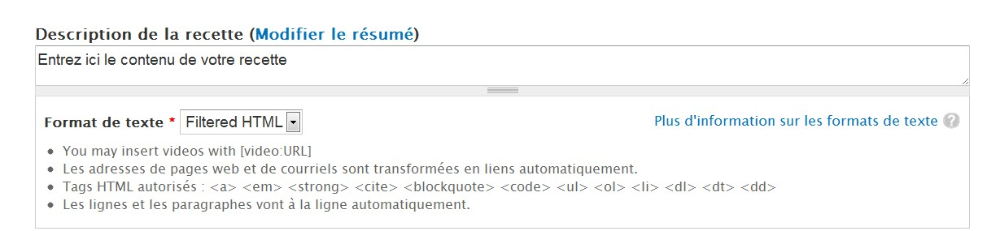 Description de la recette (Modifier le résumé)
Entrez ici le contenu de votre recette
Format de texte * Filtered HTML Plus d'information sur les formats de texte ?
You may insert videos with [video:URL]
Les adresses de pages web et de courriels sont transformées en liens automatiquement.
Tags HTML autorisés : <a> <em> <strong> <cite> <blockquote> <code> <ul> <ol> <li> <dl> <dt> <dd>
Les lignes et les paragraphes vont à la ligne automatiquement.